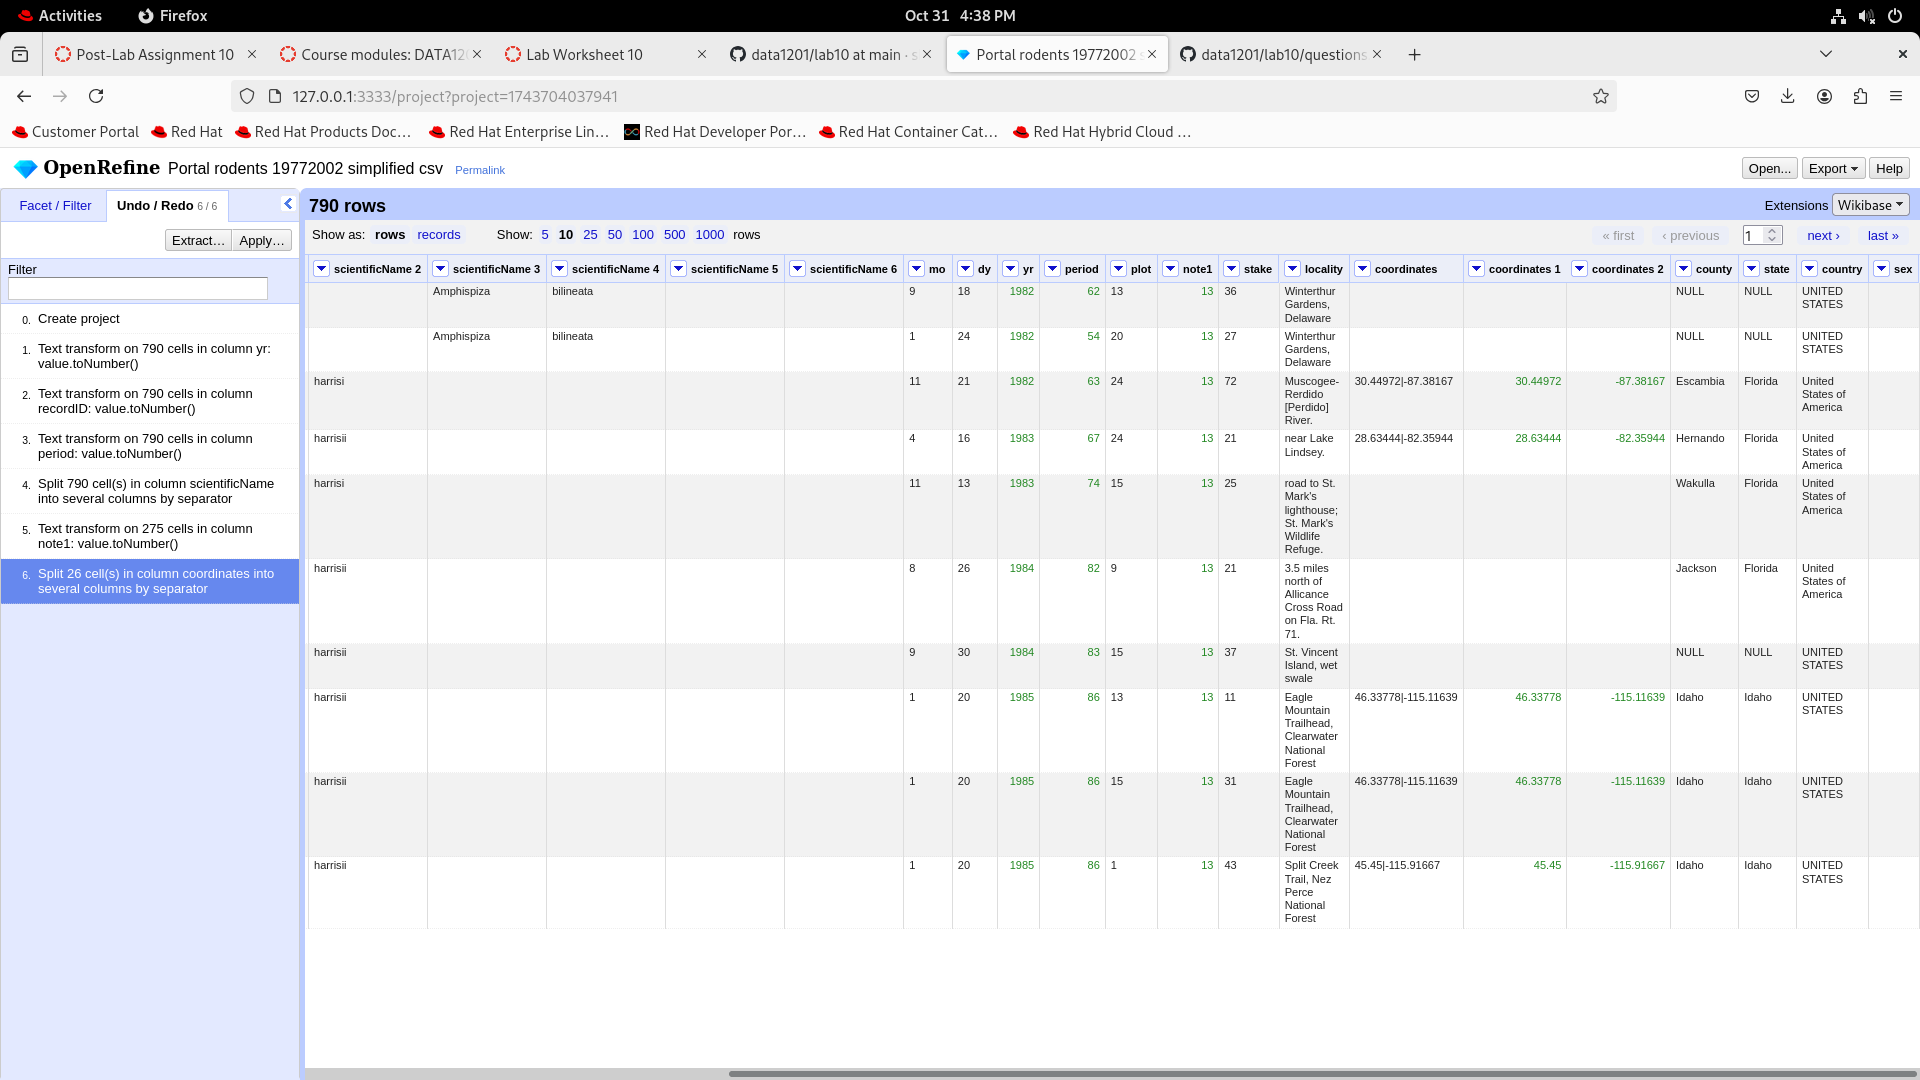 Activities Firefox Oct 31 4:38 PM
Post-Lab Assignment 10 Course modules: DATA12 Lab Worksheet 10 data1201/lab10 at main · s Portal rodents 19772002 s data1201/lab10/questions
127.0.0.1:3333/project?project=1743704037941
Customer Portal Red Hat Red Hat Products Doc… Red Hat Enterprise Lin… Red Hat Developer Por… Red Hat Container Cat… Red Hat Hybrid Cloud …
OpenRefine Portal rodents 19772002 simplified csv Permalink Open... Export Help
Facet / Filter Undo / Redo 6 / 6
Extract... Apply...
Filter
0. Create project
1. Text transform on 790 cells in column yr:
value.toNumber()
2. Text transform on 790 cells in column
recordID: value.toNumber()
3. Text transform on 790 cells in column
period: value.toNumber()
4. Split 790 cell(s) in column scientificName
into several columns by separator
5. Text transform on 275 cells in column
note1: value.toNumber()
6. Split 26 cell(s) in column coordinates into
several columns by separator
790 rows Extensions Wikibase
Show as: rows records Show: 5 10 25 50 100 500 1000 rows « first ‹ previous 1 next › last »
scientificName 2 scientificName 3 scientificName 4 scientificName 5 scientificName 6 mo dy yr period plot note1 stake locality coordinates coordinates 1 coordinates 2 county state country sex
Amphispiza bilineata 9 18 1982 62 13 13 36 Winterthur NULL NULL UNITED
Gardens, STATES
Delaware
Amphispiza bilineata 1 24 1982 54 20 13 27 Winterthur NULL NULL UNITED
Gardens, STATES
Delaware
harrisi 11 21 1982 63 24 13 72 Muscogee- 30.44972|-87.38167 30.44972 -87.38167 Escambia Florida United
Rerdido States of
[Perdido] America
River.
harrisii 4 16 1983 67 24 13 21 near Lake 28.63444|-82.35944 28.63444 -82.35944 Hernando Florida United
Lindsey. States of
America
harrisi 11 13 1983 74 15 13 25 road to St. Wakulla Florida United
Mark's States of
lighthouse; America
St. Mark's
Wildlife
Refuge.
harrisii 8 26 1984 82 9 13 21 3.5 miles Jackson Florida United
north of States of
Allicance America
Cross Road
on Fla. Rt.
71.
harrisii 9 30 1984 83 15 13 37 St. Vincent NULL NULL UNITED
Island, wet STATES
swale
harrisii 1 20 1985 86 13 13 11 Eagle 46.33778|-115.11639 46.33778 -115.11639 Idaho Idaho UNITED
Mountain STATES
Trailhead,
Clearwater
National
Forest
harrisii 1 20 1985 86 15 13 31 Eagle 46.33778|-115.11639 46.33778 -115.11639 Idaho Idaho UNITED
Mountain STATES
Trailhead,
Clearwater
National
Forest
harrisii 1 20 1985 86 1 13 43 Split Creek 45.45|-115.91667 45.45 -115.91667 Idaho Idaho UNITED
Trail, Nez STATES
Perce
National
Forest